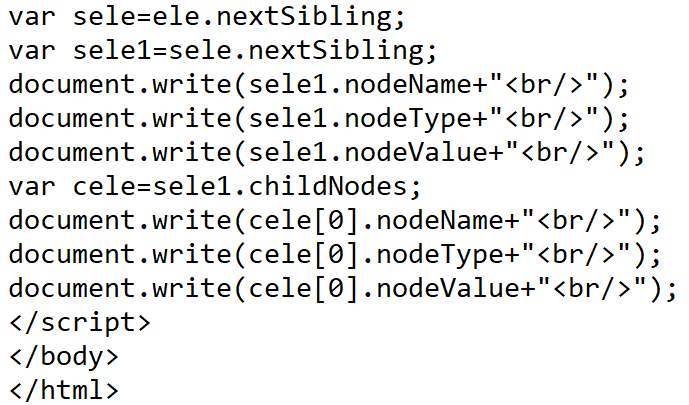 var sele=ele.nextSibling;
var sele1=sele.nextSibling;
document.write(sele1.nodeName+"<br/>");
document.write(sele1.nodeType+"<br/>");
document.write(sele1.nodeValue+"<br/>");
var cele=sele1.childNodes;
document.write(cele[0].nodeName+"<br/>");
document.write(cele[0].nodeType+"<br/>");
document.write(cele[0].nodeValue+"<br/>");
</script>
</body>
</html>